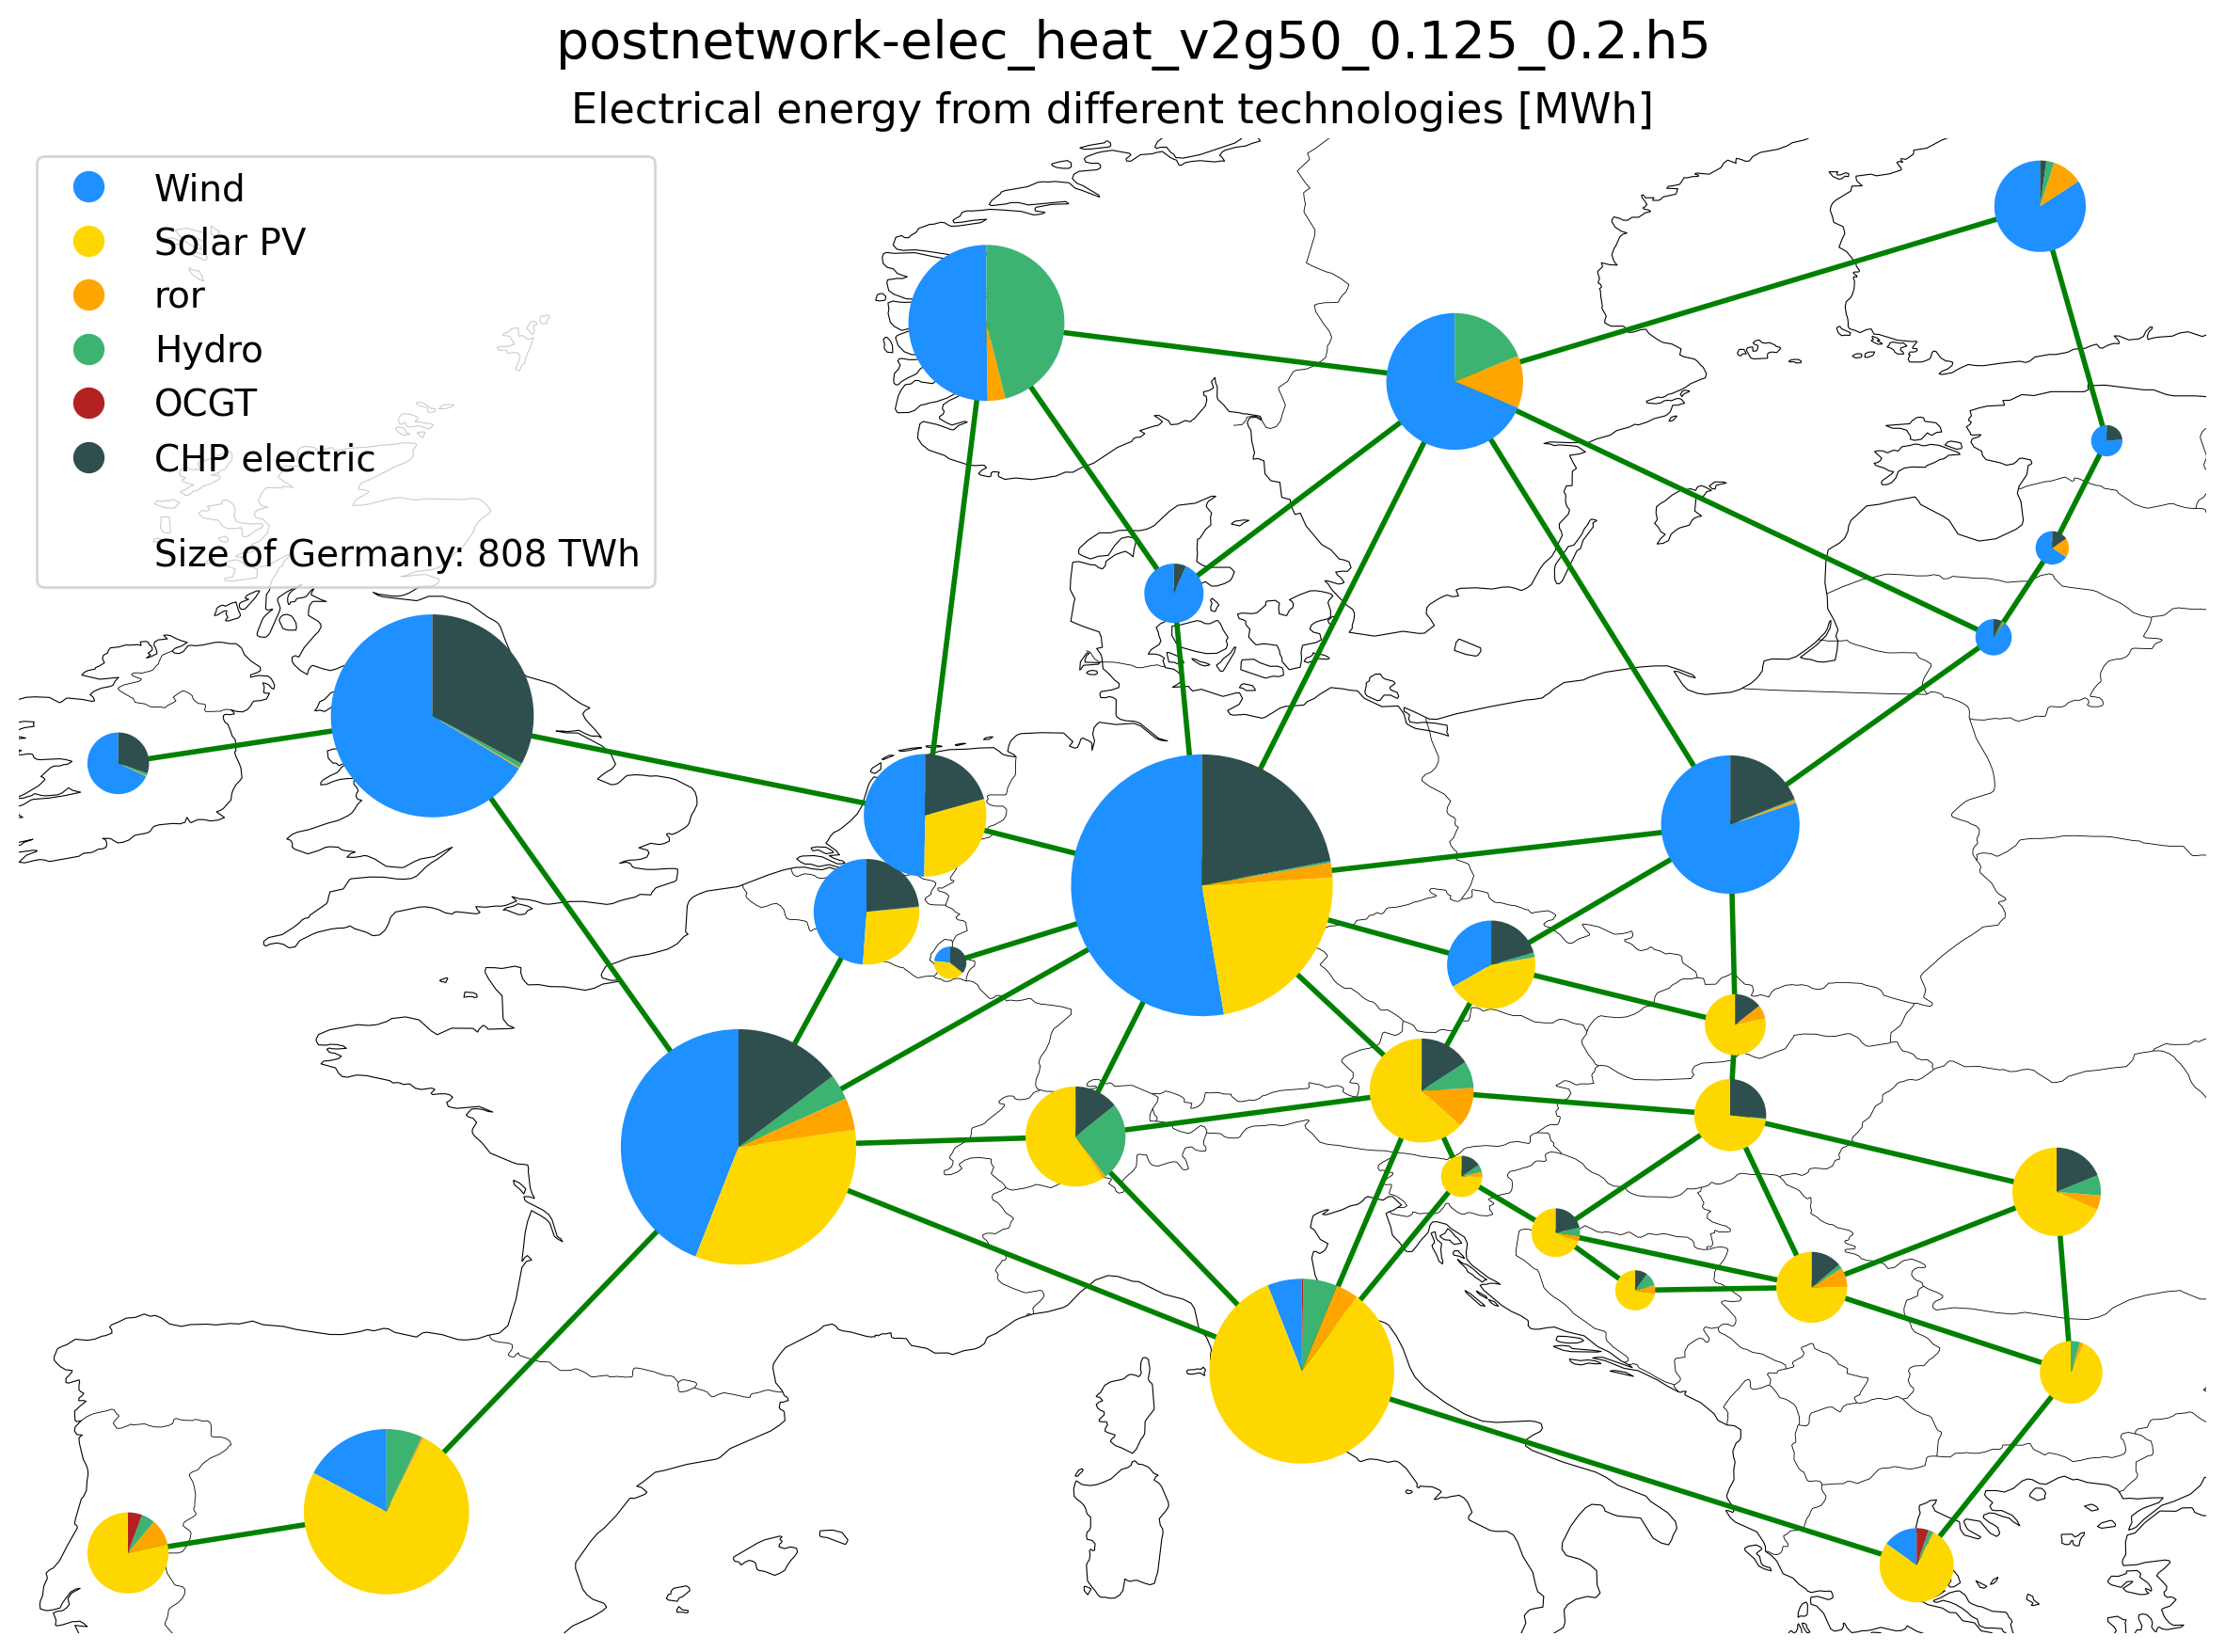 postnetwork-elec_heat_v2g50_0.125_0.2.h5
Electrical energy from different technologies [MWh]
Wind
Solar PV
ror
Hydro
OCGT
CHP electric
Size of Germany: 808 TWh